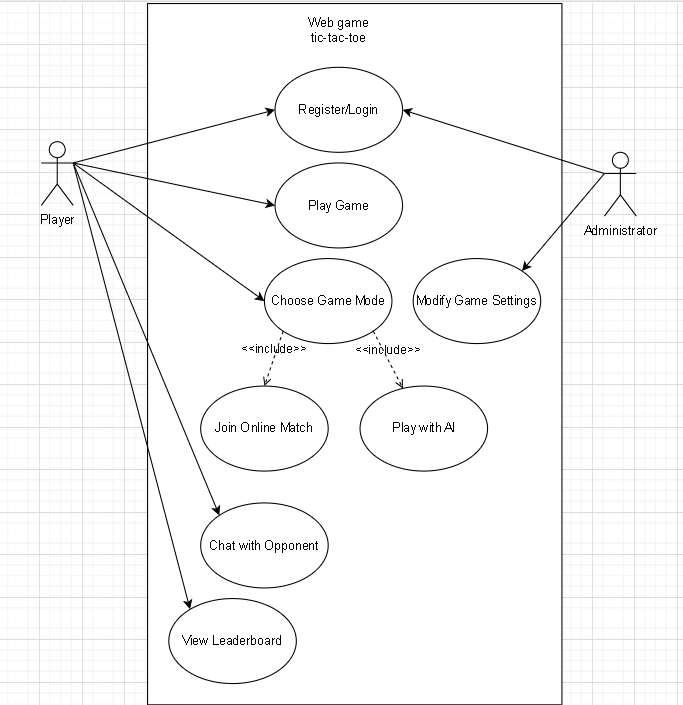 Web game
tic-tac-toe
Register/Login
Player
Play Game
Administrator
Choose Game Mode
Modify Game Settings
<<include>>
<<include>>
Join Online Match
Play with AI
Chat with Opponent
View Leaderboard